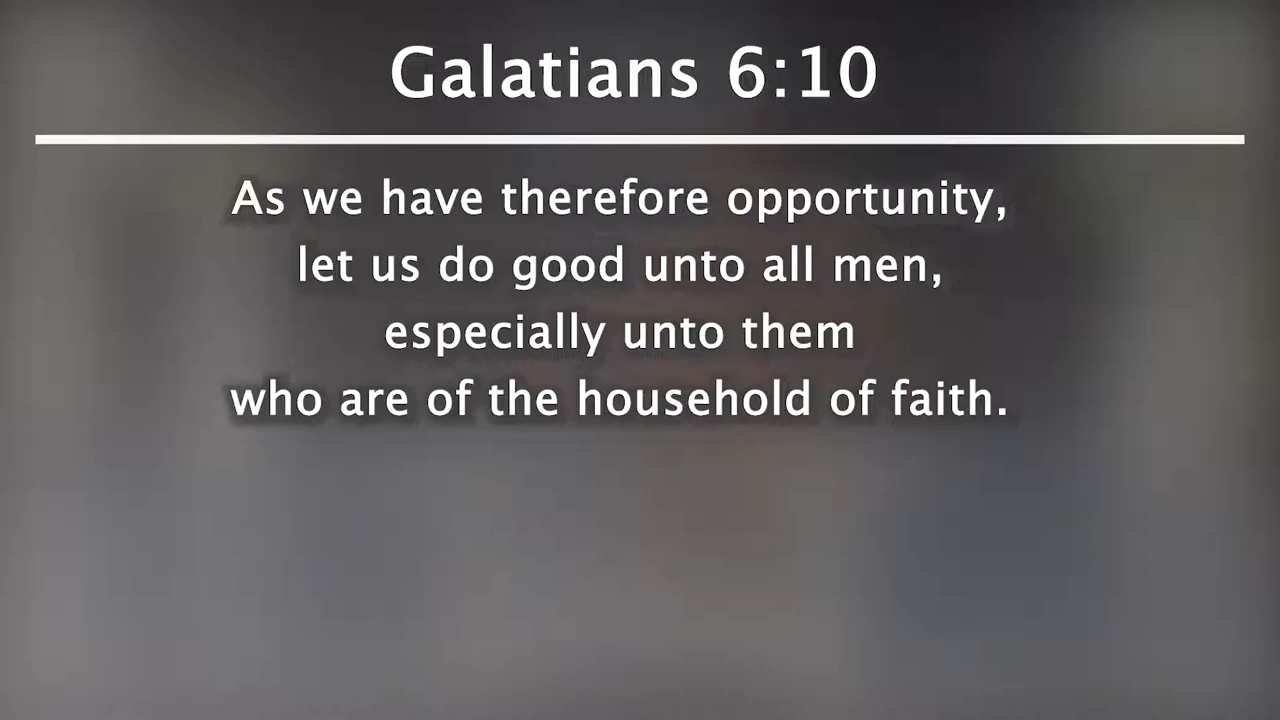 Galatians 6:10
As we have therefore opportunity,
let us do good unto all men,
especially unto them
who are of the household of faith.